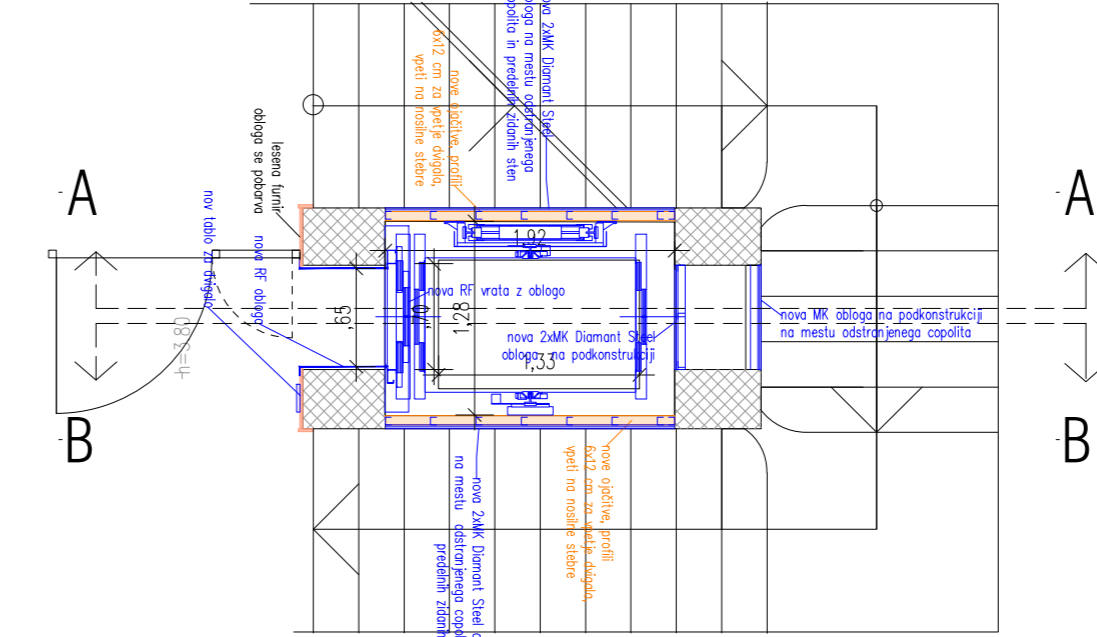 nova 2xMK Diamant Steel
obloga na mestu odstranjenega
copolita in predelnih zidanih sten
nove ojačitve, profili
6x12 cm za vpetje dvigala,
vpeti na nosilne stebre
lesena furnir
obloga se pobarva
A
A
nov tablo za dvigalo
nova RF obloga
1,92
nova RF vrata z oblogo
,65
,70
1,28
nova MK obloga na podkonstrukciji
na mestu odstranjenega copolita
nova 2xMK Diamant Steel
obloga na podkonstrukciji
1,33
h=3,80
B
B
nova 2xMK Diamant Steel
na mestu odstranjenega
predelnih
nove ojačitve, profili
6x12 cm za vpetje dvigala,
vpeti na nosilne stebre